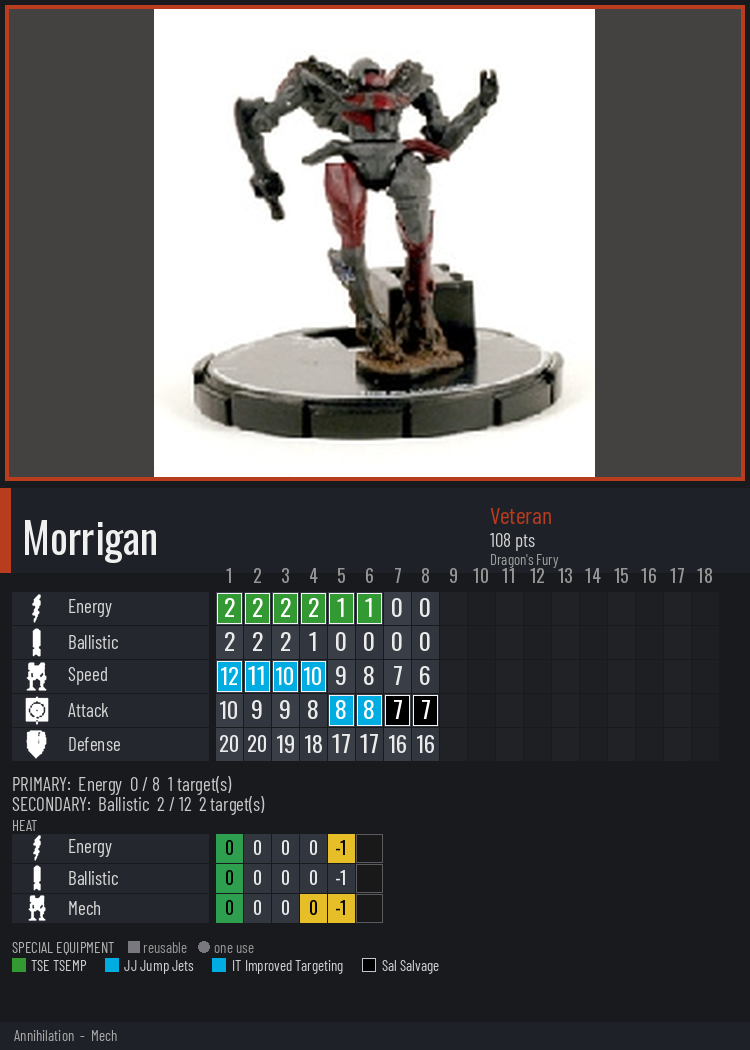 Morrigan
Veteran
108 pts
Dragon's Fury
1 2 3 4 5 6 7 8 9 10 11 12 13 14 15 16 17 18
Energy 2 2 2 2 1 1 0 0
Ballistic 2 2 2 1 0 0 0 0
Speed 12 11 10 10 9 8 7 6
Attack 10 9 9 8 8 8 7 7
Defense 20 20 19 18 17 17 16 16
PRIMARY: Energy 0 / 8 1 target(s)
SECONDARY: Ballistic 2 / 12 2 target(s)
HEAT
Energy 0 0 0 0 -1
Ballistic 0 0 0 0 -1
Mech 0 0 0 0 -1
SPECIAL EQUIPMENT reusable one use
TSE TSEMP JJ Jump Jets IT Improved Targeting Sal Salvage
Annihilation - Mech